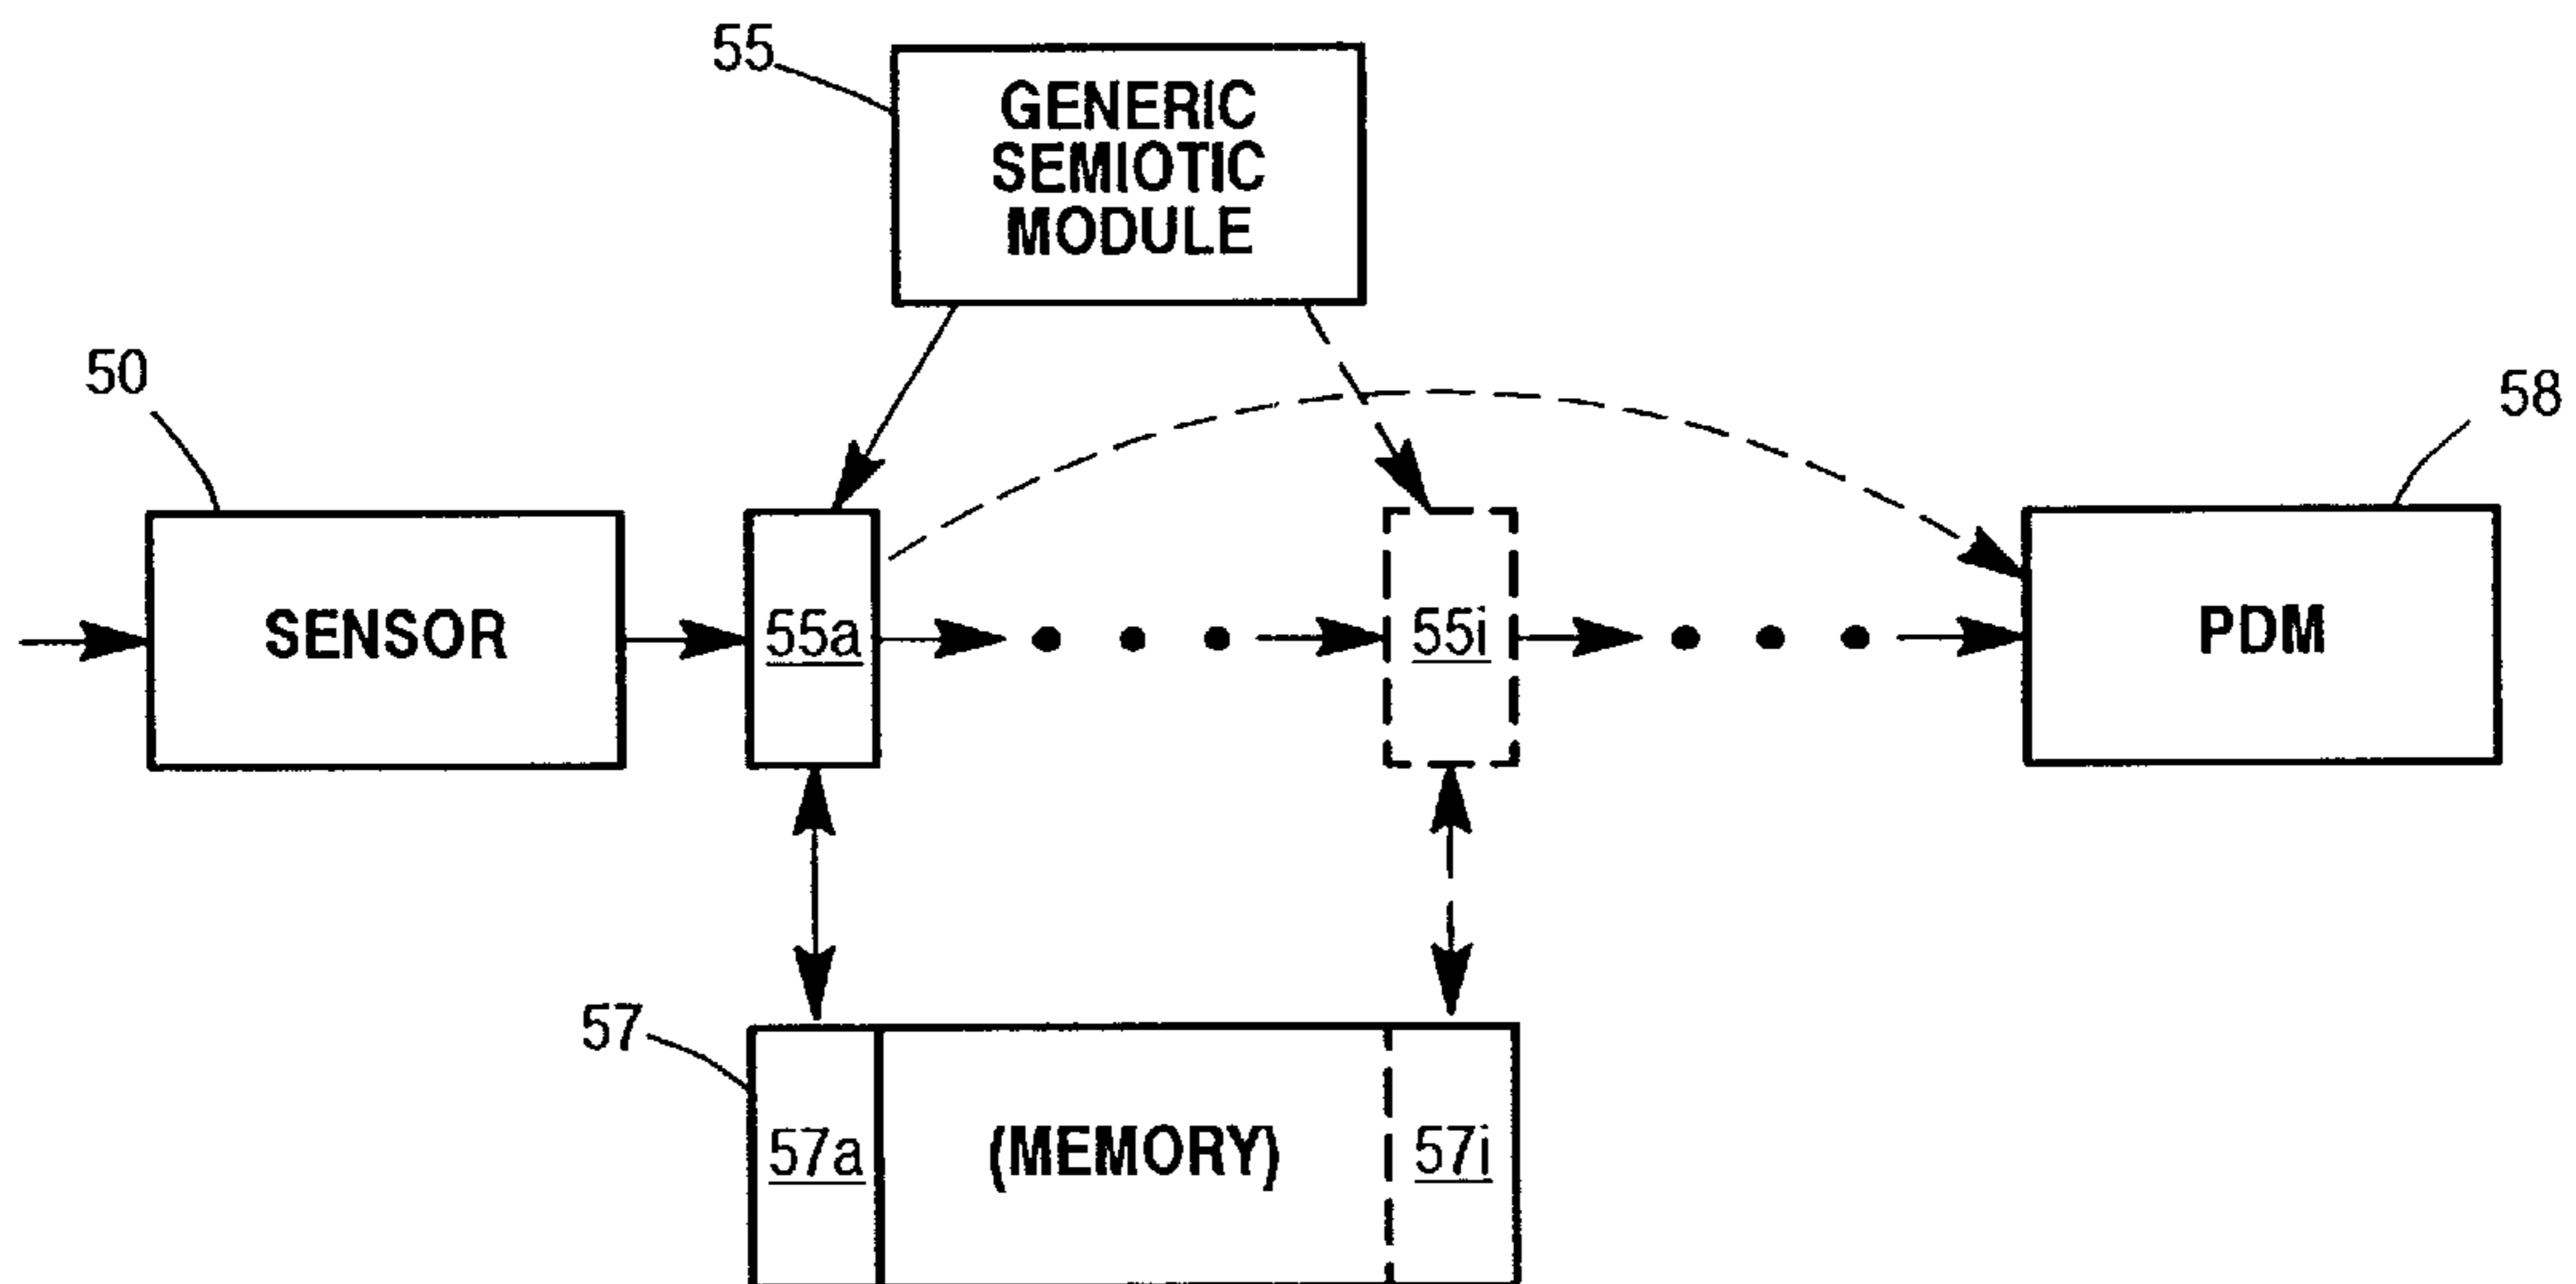 55
GENERIC
SEMIOTIC
MODULE
50
58
SENSOR
55a
55i
PDM
57
57a
(MEMORY)
57i